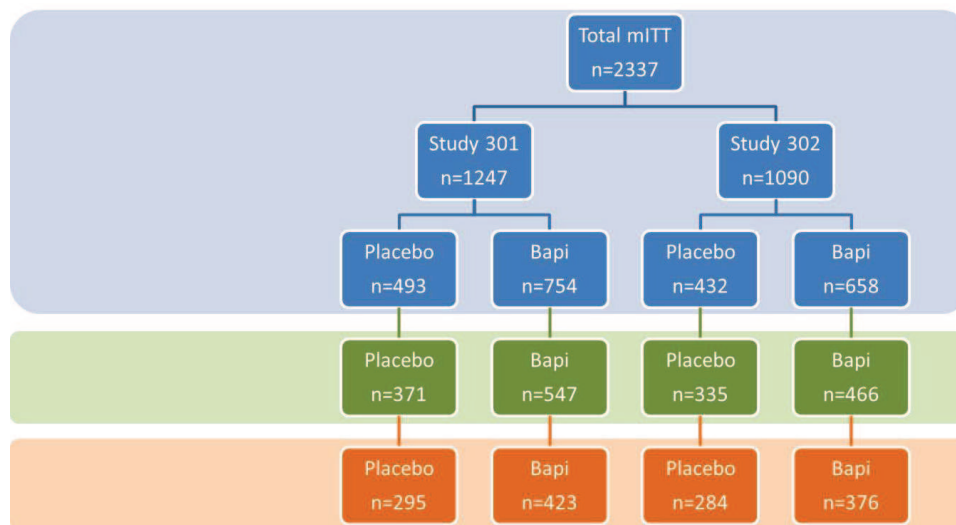 Total mITT
n=2337
Study 301
n=1247
Study 302
n=1090
Placebo
n=493
Bapi
n=754
Placebo
n=432
Bapi
n=658
Placebo
n=371
Bapi
n=547
Placebo
n=335
Bapi
n=466
Placebo
n=295
Bapi
n=423
Placebo
n=284
Bapi
n=376